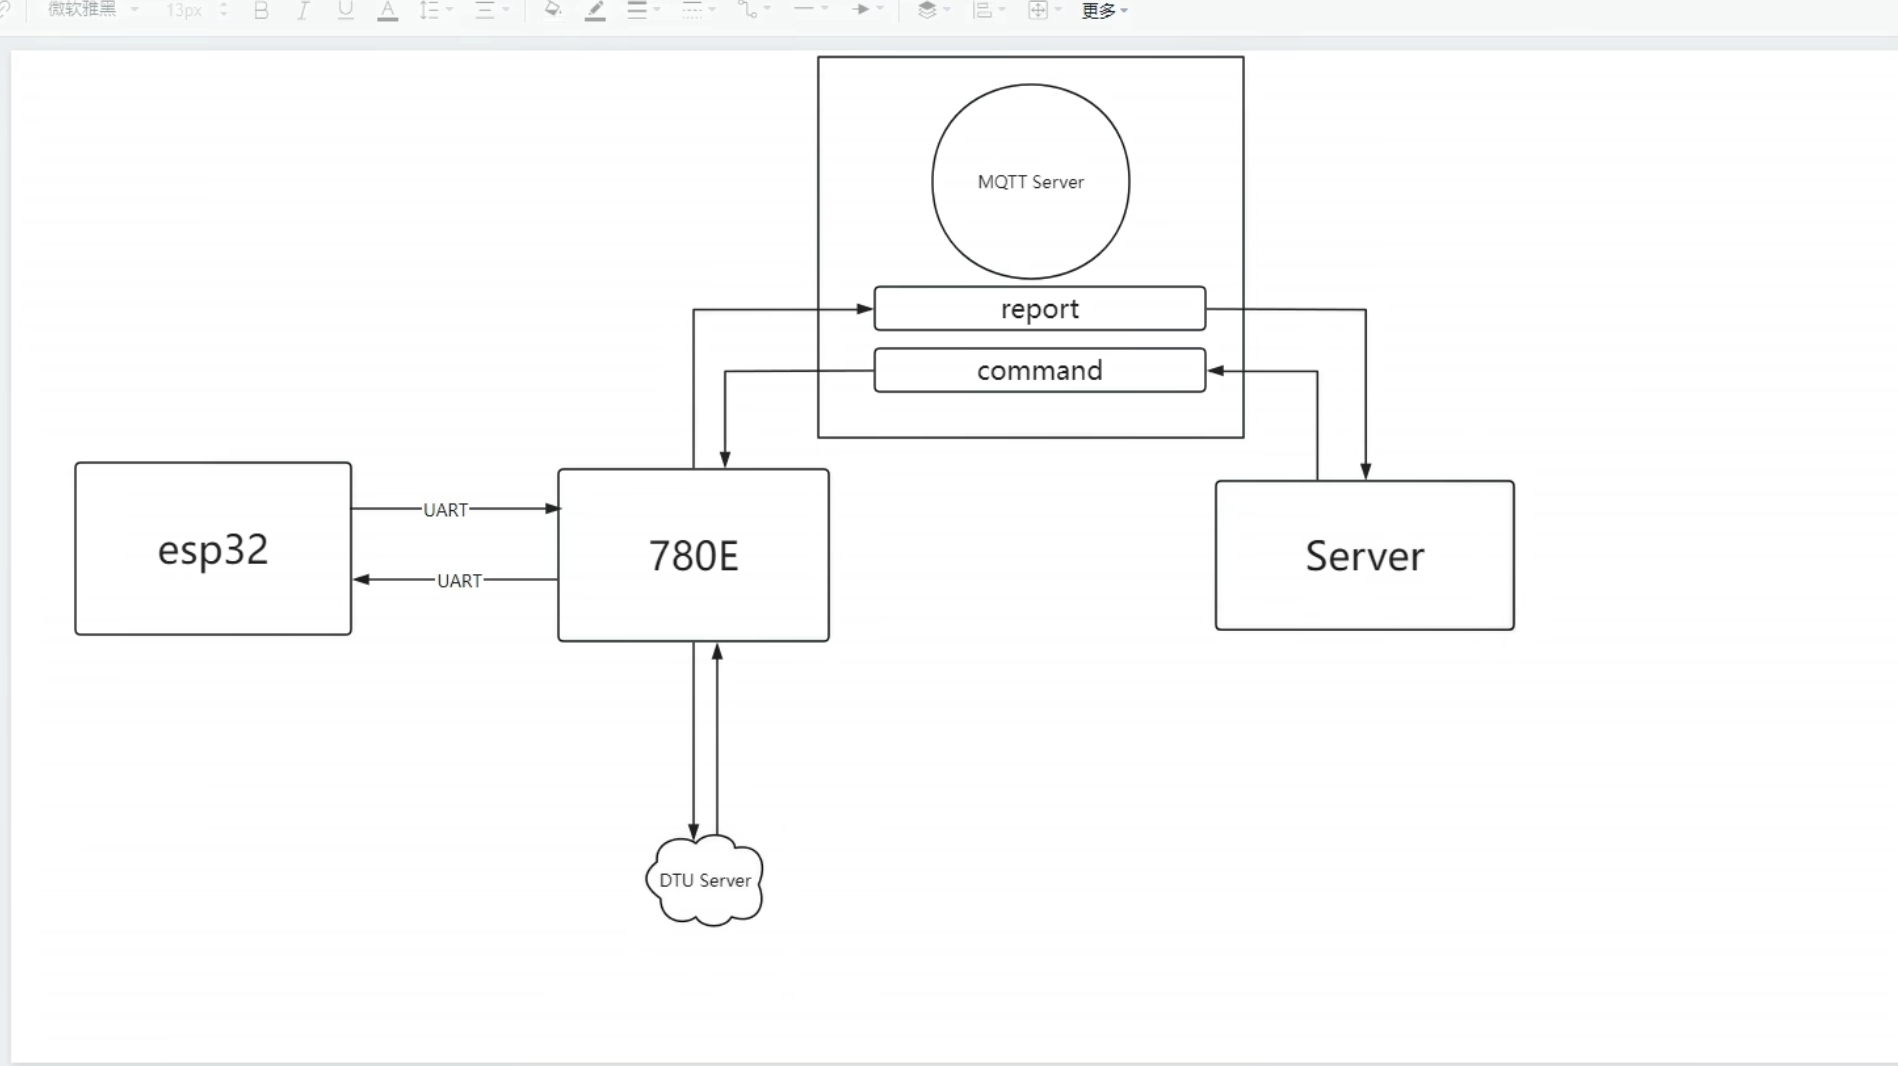 微软雅黑 13px B I U A 更多
MQTT Server
report
command
esp32
UART
UART
780E
Server
DTU Server